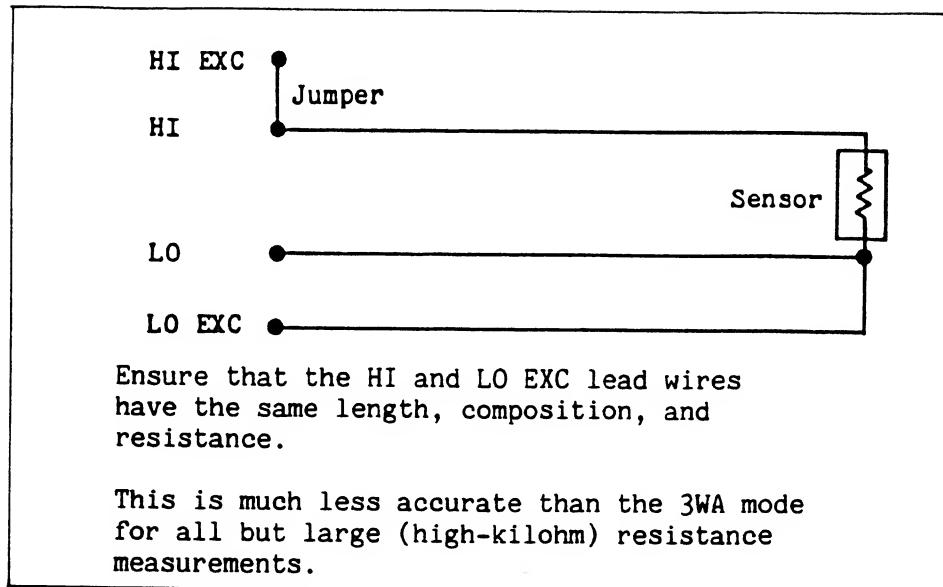 HI EXC
Jumper
HI
Sensor
LO
LO EXC
Ensure that the HI and LO EXC lead wires
have the same length, composition, and
resistance.
This is much less accurate than the 3WA mode
for all but large (high-kilohm) resistance
measurements.